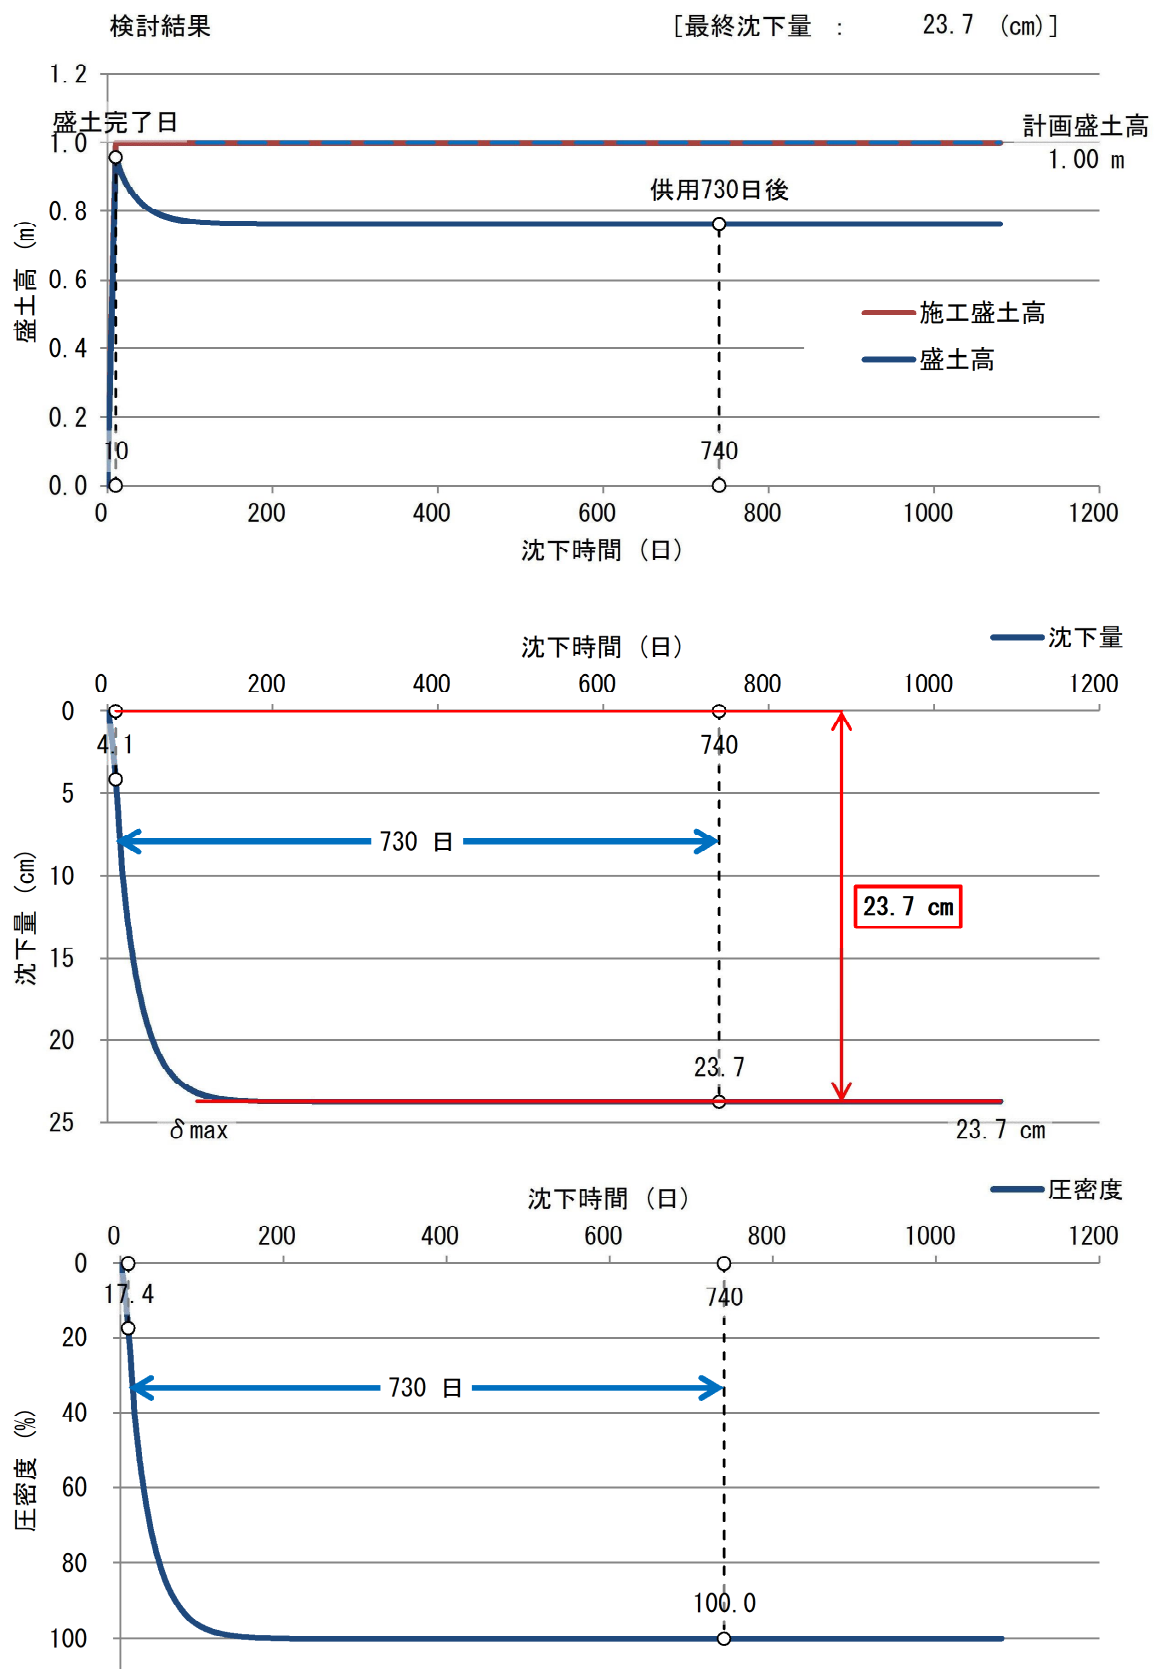 検討結果 [最終沈下量 : 23.7 (cm)]
1.2
盛土完了日
1.0
計画盛土高
1.00 m
供用730日後
0.8
0.6
盛土高 (m)
施工盛土高
0.4
盛土高
0.2
10
740
0.0
0 200 400 600 800 1000 1200
沈下時間 (日)
沈下時間 (日)
沈下量
0 200 400 600 800 1000 1200
0
4.1
740
5
730 日
10
沈下量 (cm)
23.7 cm
15
20
23.7
25
δmax
23.7 cm
沈下時間 (日)
圧密度
0 200 400 600 800 1000 1200
0
17.4
740
20
730 日
40
圧密度 (%)
60
80
100.0
100